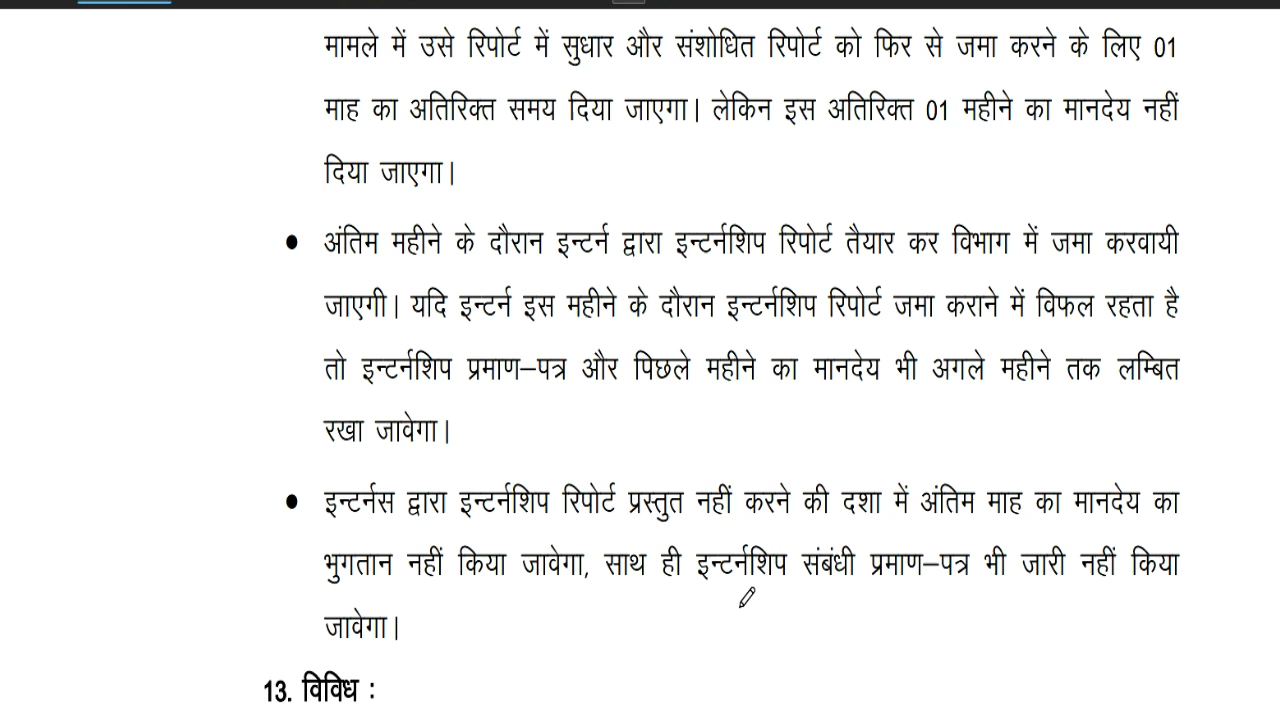 मामले में उसे रिपोर्ट में सुधार और संशोधित रिपोर्ट को फिर से जमा करने के लिए 01
माह का अतिरिक्त समय दिया जाएगा। लेकिन इस अतिरिक्त 01 महीने का मानदेय नहीं
दिया जाएगा।
• अंतिम महीने के दौरान इन्टर्न द्वारा इन्टर्नशिप रिपोर्ट तैयार कर विभाग में जमा करवायी
जाएगी। यदि इन्टर्न इस महीने के दौरान इन्टर्नशिप रिपोर्ट जमा कराने में विफल रहता है
तो इन्टर्नशिप प्रमाण–पत्र और पिछले महीने का मानदेय भी अगले महीने तक लम्बित
रखा जावेगा।
• इन्टर्नस द्वारा इन्टर्नशिप रिपोर्ट प्रस्तुत नहीं करने की दशा में अंतिम माह का मानदेय का
भुगतान नहीं किया जावेगा, साथ ही इन्टर्नशिप संबंधी प्रमाण–पत्र भी जारी नहीं किया
जावेगा।
13. विविध :